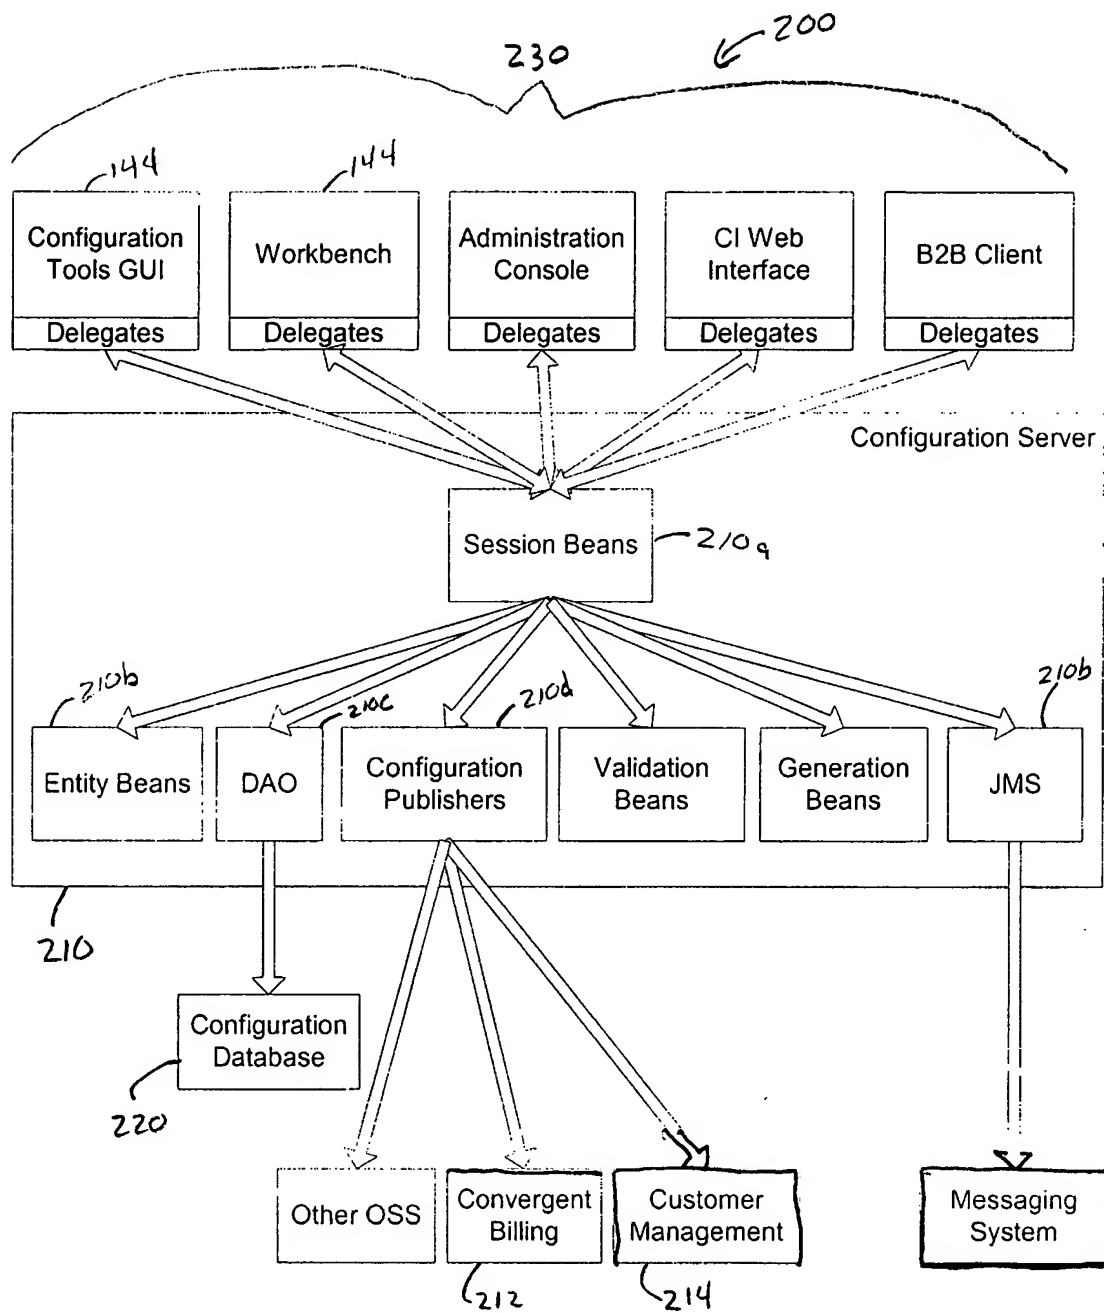 200
230
144
144
Configuration
Tools GUI
Workbench
Administration
Console
CI Web
Interface
B2B Client
Delegates
Delegates
Delegates
Delegates
Delegates
Configuration Server
Session Beans
210a
210b
210c
210d
210b
Entity Beans
DAO
Configuration
Publishers
Validation
Beans
Generation
Beans
JMS
210
Configuration
Database
220
Other OSS
Convergent
Billing
Customer
Management
Messaging
System
212
214